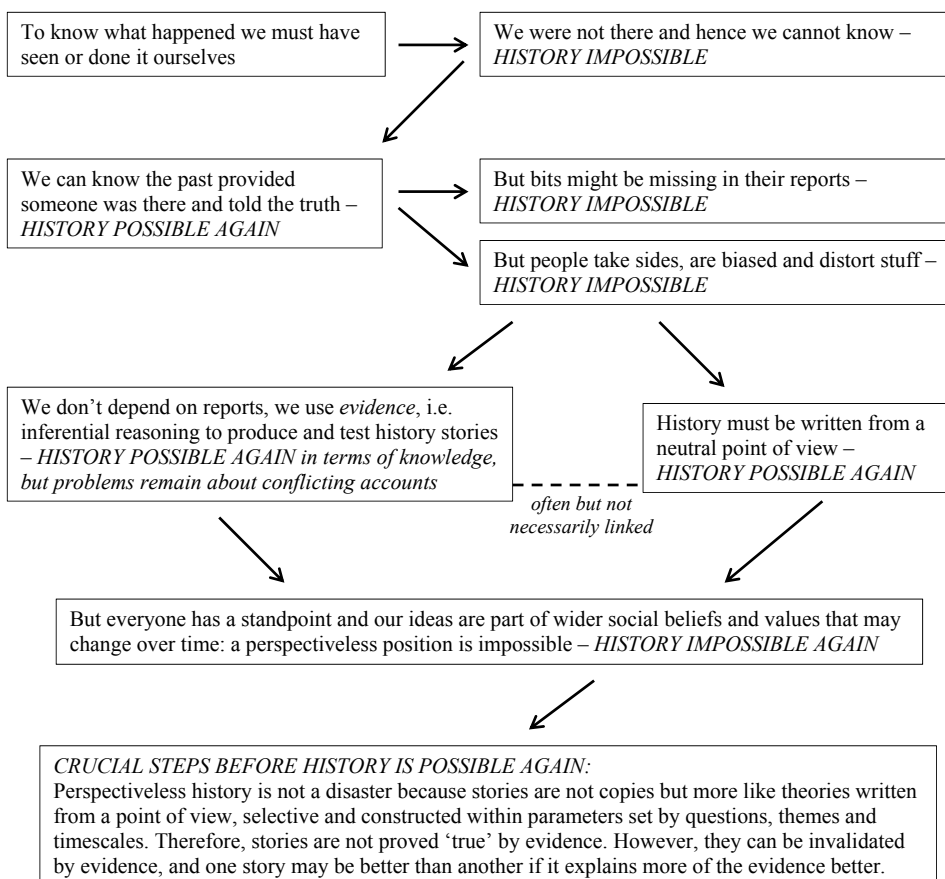 To know what happened we must have
seen or done it ourselves
We were not there and hence we cannot know –
HISTORY IMPOSSIBLE
We can know the past provided
someone was there and told the truth –
HISTORY POSSIBLE AGAIN
But bits might be missing in their reports –
HISTORY IMPOSSIBLE
But people take sides, are biased and distort stuff –
HISTORY IMPOSSIBLE
We don’t depend on reports, we use evidence, i.e.
inferential reasoning to produce and test history stories
– HISTORY POSSIBLE AGAIN in terms of knowledge,
but problems remain about conflicting accounts
History must be written from a
neutral point of view –
HISTORY POSSIBLE AGAIN
often but not
necessarily linked
But everyone has a standpoint and our ideas are part of wider social beliefs and values that may
change over time: a perspectiveless position is impossible – HISTORY IMPOSSIBLE AGAIN
CRUCIAL STEPS BEFORE HISTORY IS POSSIBLE AGAIN:
Perspectiveless history is not a disaster because stories are not copies but more like theories written
from a point of view, selective and constructed within parameters set by questions, themes and
timescales. Therefore, stories are not proved ‘true’ by evidence. However, they can be invalidated
by evidence, and one story may be better than another if it explains more of the evidence better.